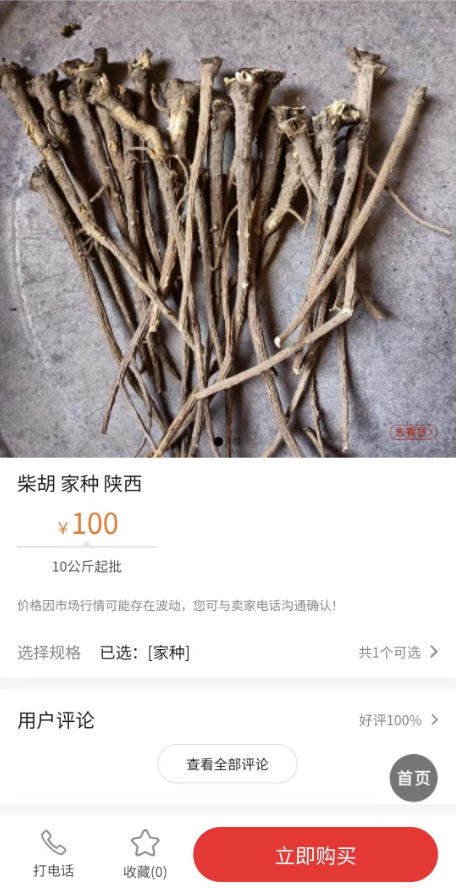 去看货>
柴胡 家种 陕西
¥100
10公斤起批
价格因市场行情可能存在波动，您可与卖家电话沟通确认！
选择规格 已选：[家种] 共1个可选 >
用户评论 好评100% >
查看全部评论
首页
打电话 收藏(0) 立即购买